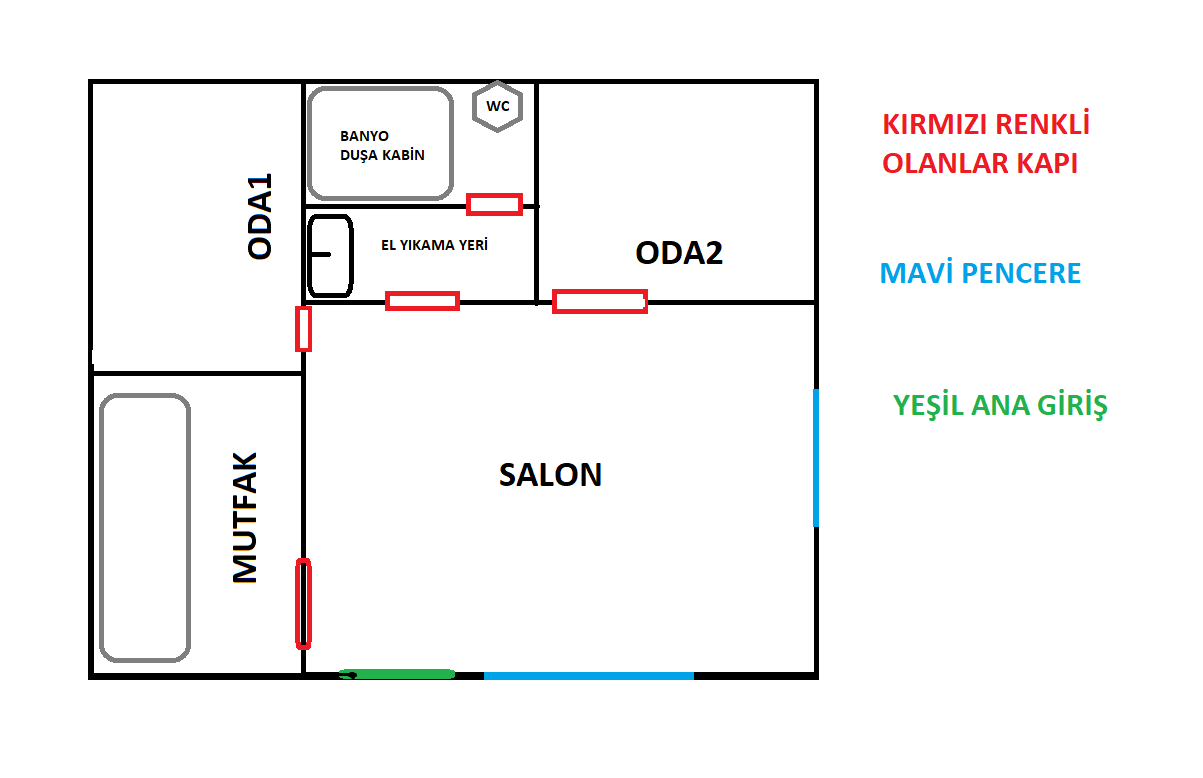 WC
BANYO
DUŞA KABİN
KIRMIZI RENKLİ
OLANLAR KAPI
ODA1
EL YIKAMA YERİ
ODA2
MAVİ PENCERE
YEŞİL ANA GİRİŞ
SALON
MUTFAK